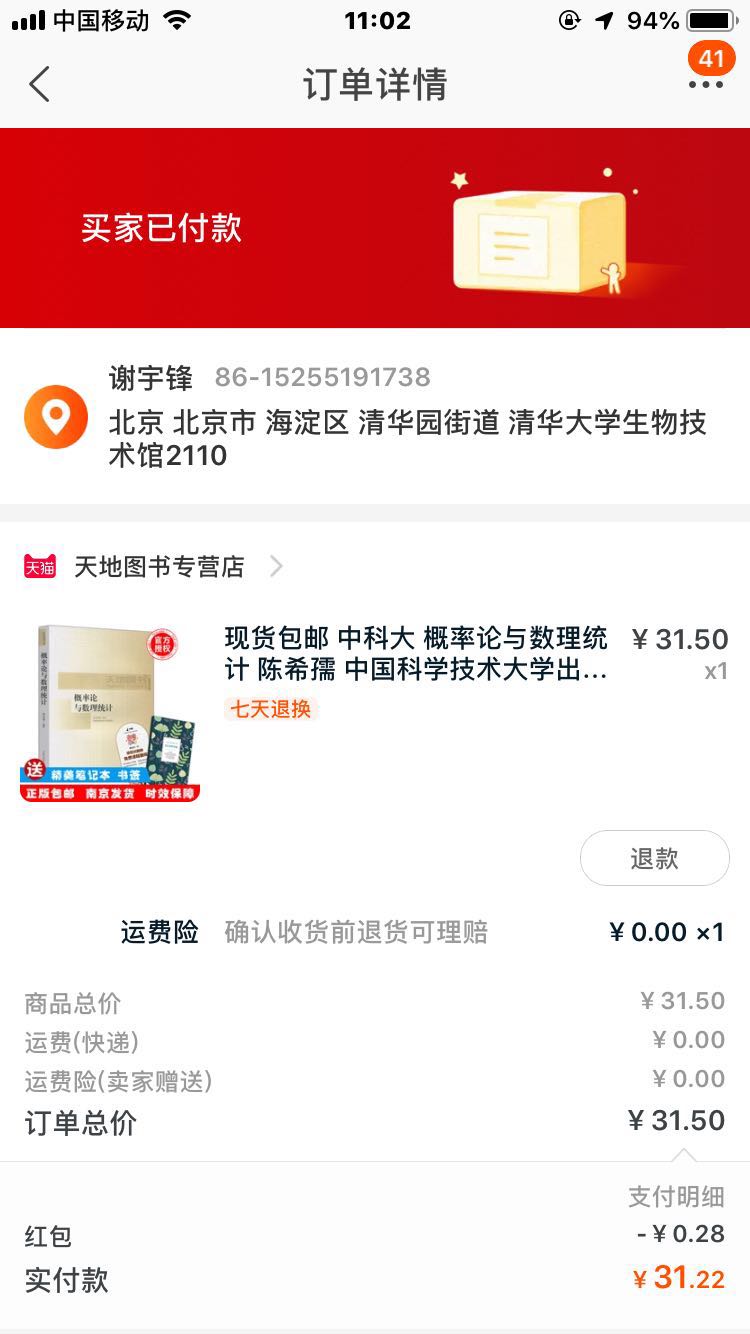 中国移动 11:02 94%
41
订单详情
买家已付款
谢宇锋 86-15255191738
北京 北京市 海淀区 清华园街道 清华大学生物技
术馆2110
天猫 天地图书专营店
现货包邮 中科大 概率论与数理统 ¥ 31.50
计 陈希孺 中国科学技术大学出... x1
七天退换
官方
授权
概率论与数理统计
概率论
与数理统计
送 精美笔记本 书签
正版包邮 南京发货 时效保障
退款
运费险 确认收货前退货可理赔 ¥ 0.00 ×1
商品总价 ¥ 31.50
运费(快递) ¥ 0.00
运费险(卖家赠送) ¥ 0.00
订单总价 ¥ 31.50
支付明细
红包 - ¥ 0.28
实付款 ¥ 31.22